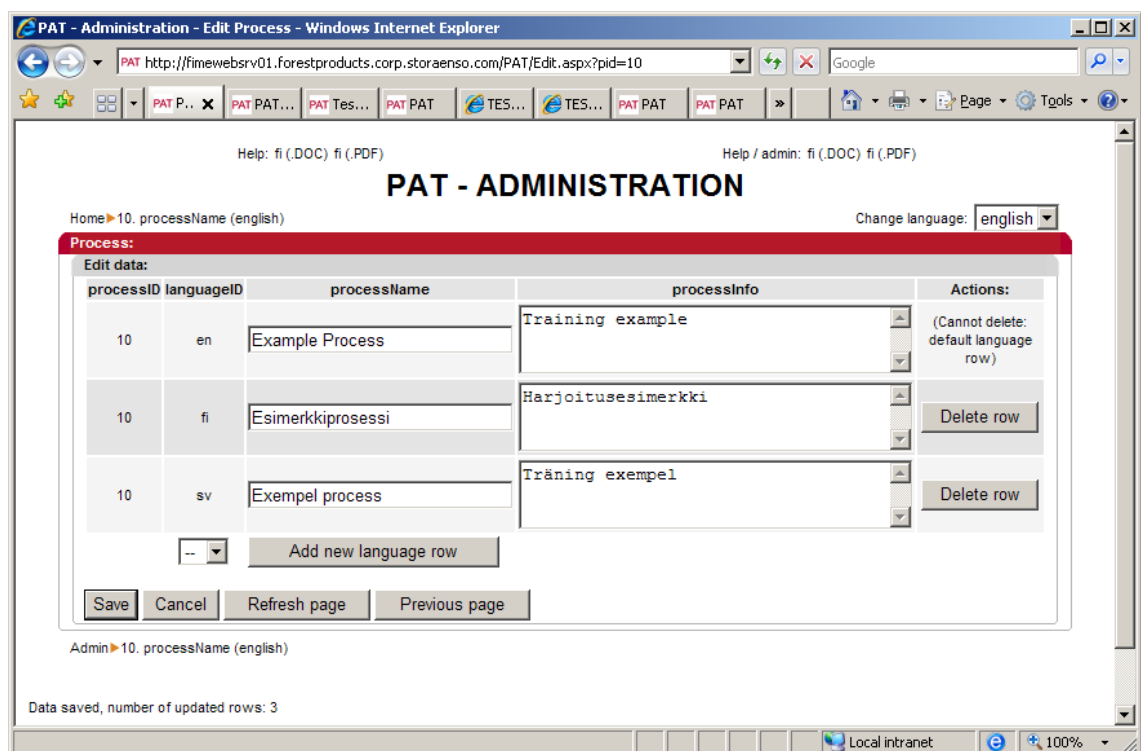 PAT - Administration - Edit Process - Windows Internet Explorer
PAT http://fimewebsrv01.forestproducts.corp.storaenso.com/PAT/Edit.aspx?pid=10 Google
PAT P.. PAT PAT... PAT Tes... PAT PAT TES... TES... PAT PAT PAT PAT » Page Tools
Help: fi (.DOC) fi (.PDF) Help / admin: fi (.DOC) fi (.PDF)
PAT - ADMINISTRATION
Home 10. processName (english) Change language: english
Process:
Edit data:
processID languageID processName processInfo Actions:
10 en Example Process Training example (Cannot delete:
default language
row)
10 fi Esimerkkiprosessi Harjoitusesimerkki Delete row
10 sv Exempel process Träning exempel Delete row
-- Add new language row
Save Cancel Refresh page Previous page
Admin 10. processName (english)
Data saved, number of updated rows: 3
Local intranet 100%